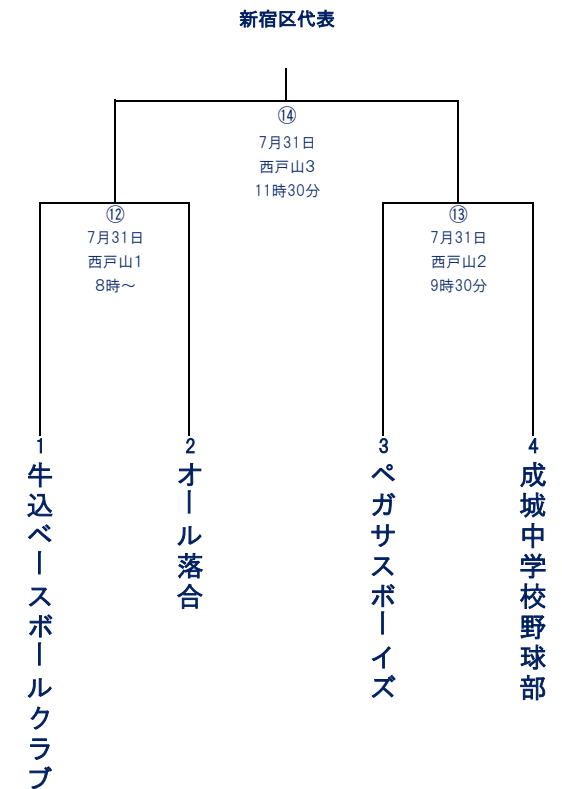 新宿区代表
⑭
7月31日
西戸山3
11時30分
⑫
7月31日
西戸山1
8時～
⑬
7月31日
西戸山2
9時30分
1
牛込ベースボールクラブ
2
オール落合
3
ペガサスボーイズ
4
成城中学校野球部